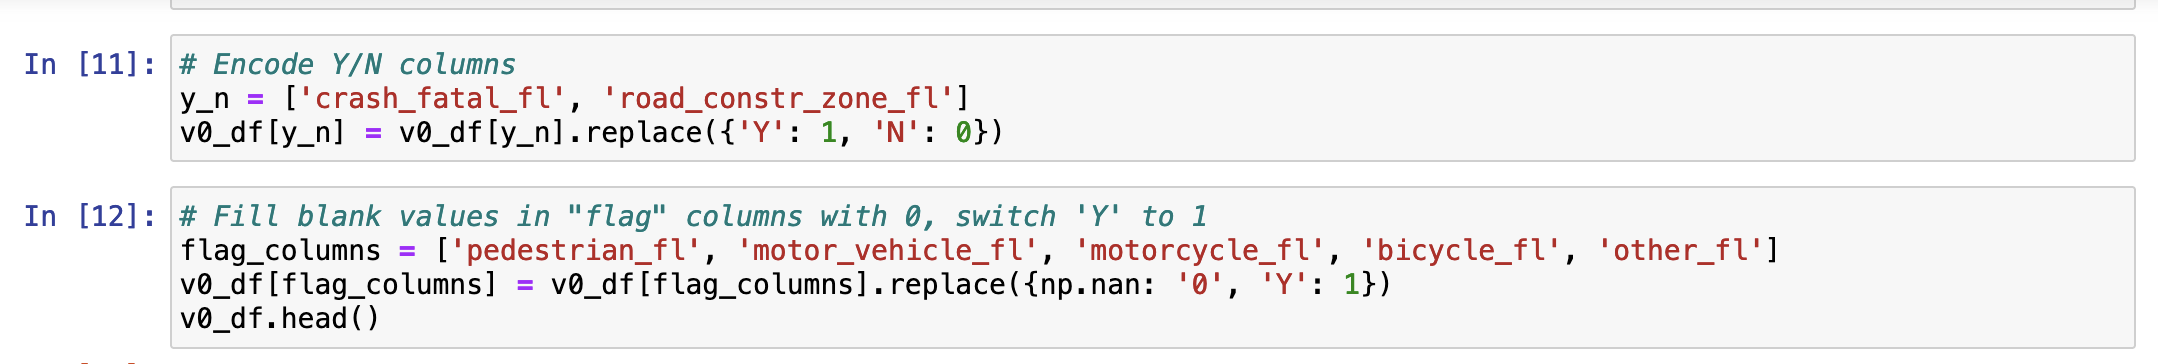 In [11]:
# Encode Y/N columns
y_n = ['crash_fatal_fl', 'road_constr_zone_fl']
v0_df[y_n] = v0_df[y_n].replace({'Y': 1, 'N': 0})
In [12]:
# Fill blank values in "flag" columns with 0, switch 'Y' to 1
flag_columns = ['pedestrian_fl', 'motor_vehicle_fl', 'motorcycle_fl', 'bicycle_fl', 'other_fl']
v0_df[flag_columns] = v0_df[flag_columns].replace({np.nan: '0', 'Y': 1})
v0_df.head()